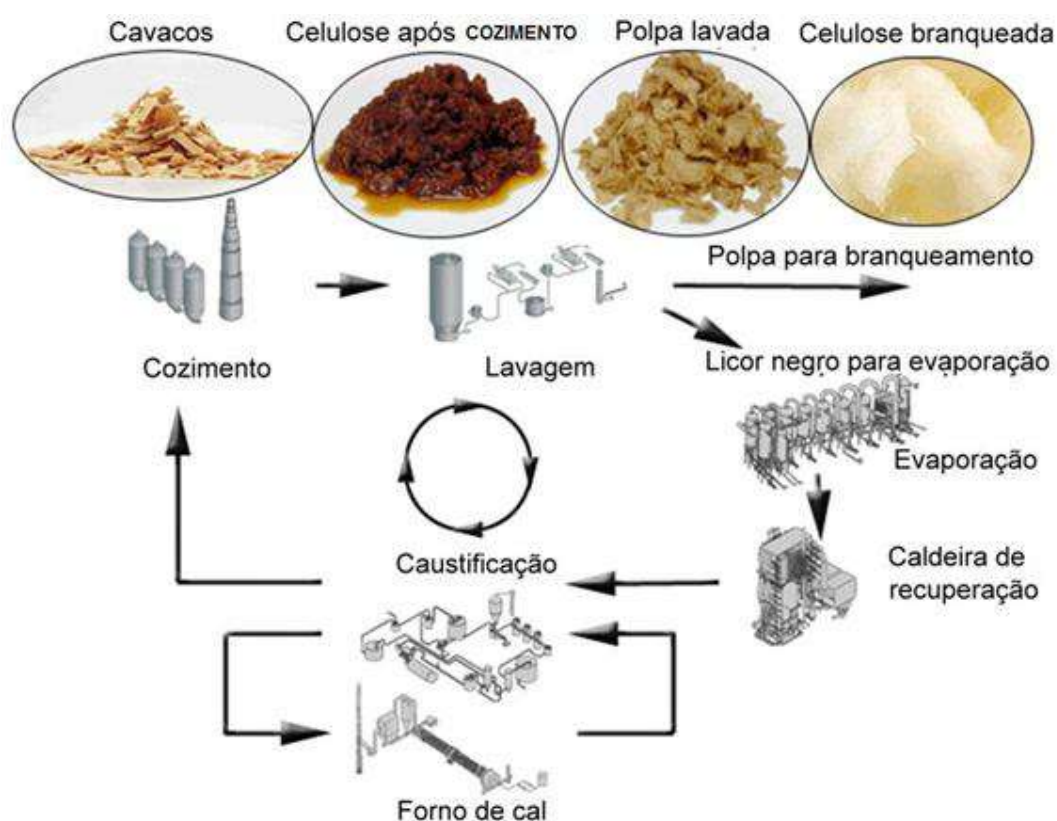 Cavacos
Celulose após COZIMENTO
Polpa lavada
Celulose branqueada
Polpa para branqueamento
Cozimento
Lavagem
Licor negro para evaporação
Evaporação
Caustificação
Caldeira de
recuperação
Forno de cal